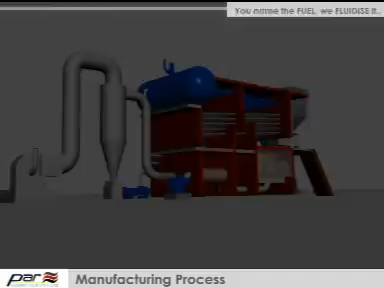 You name the FUEL, we FLUIDISE it..
par
Manufacturing Process